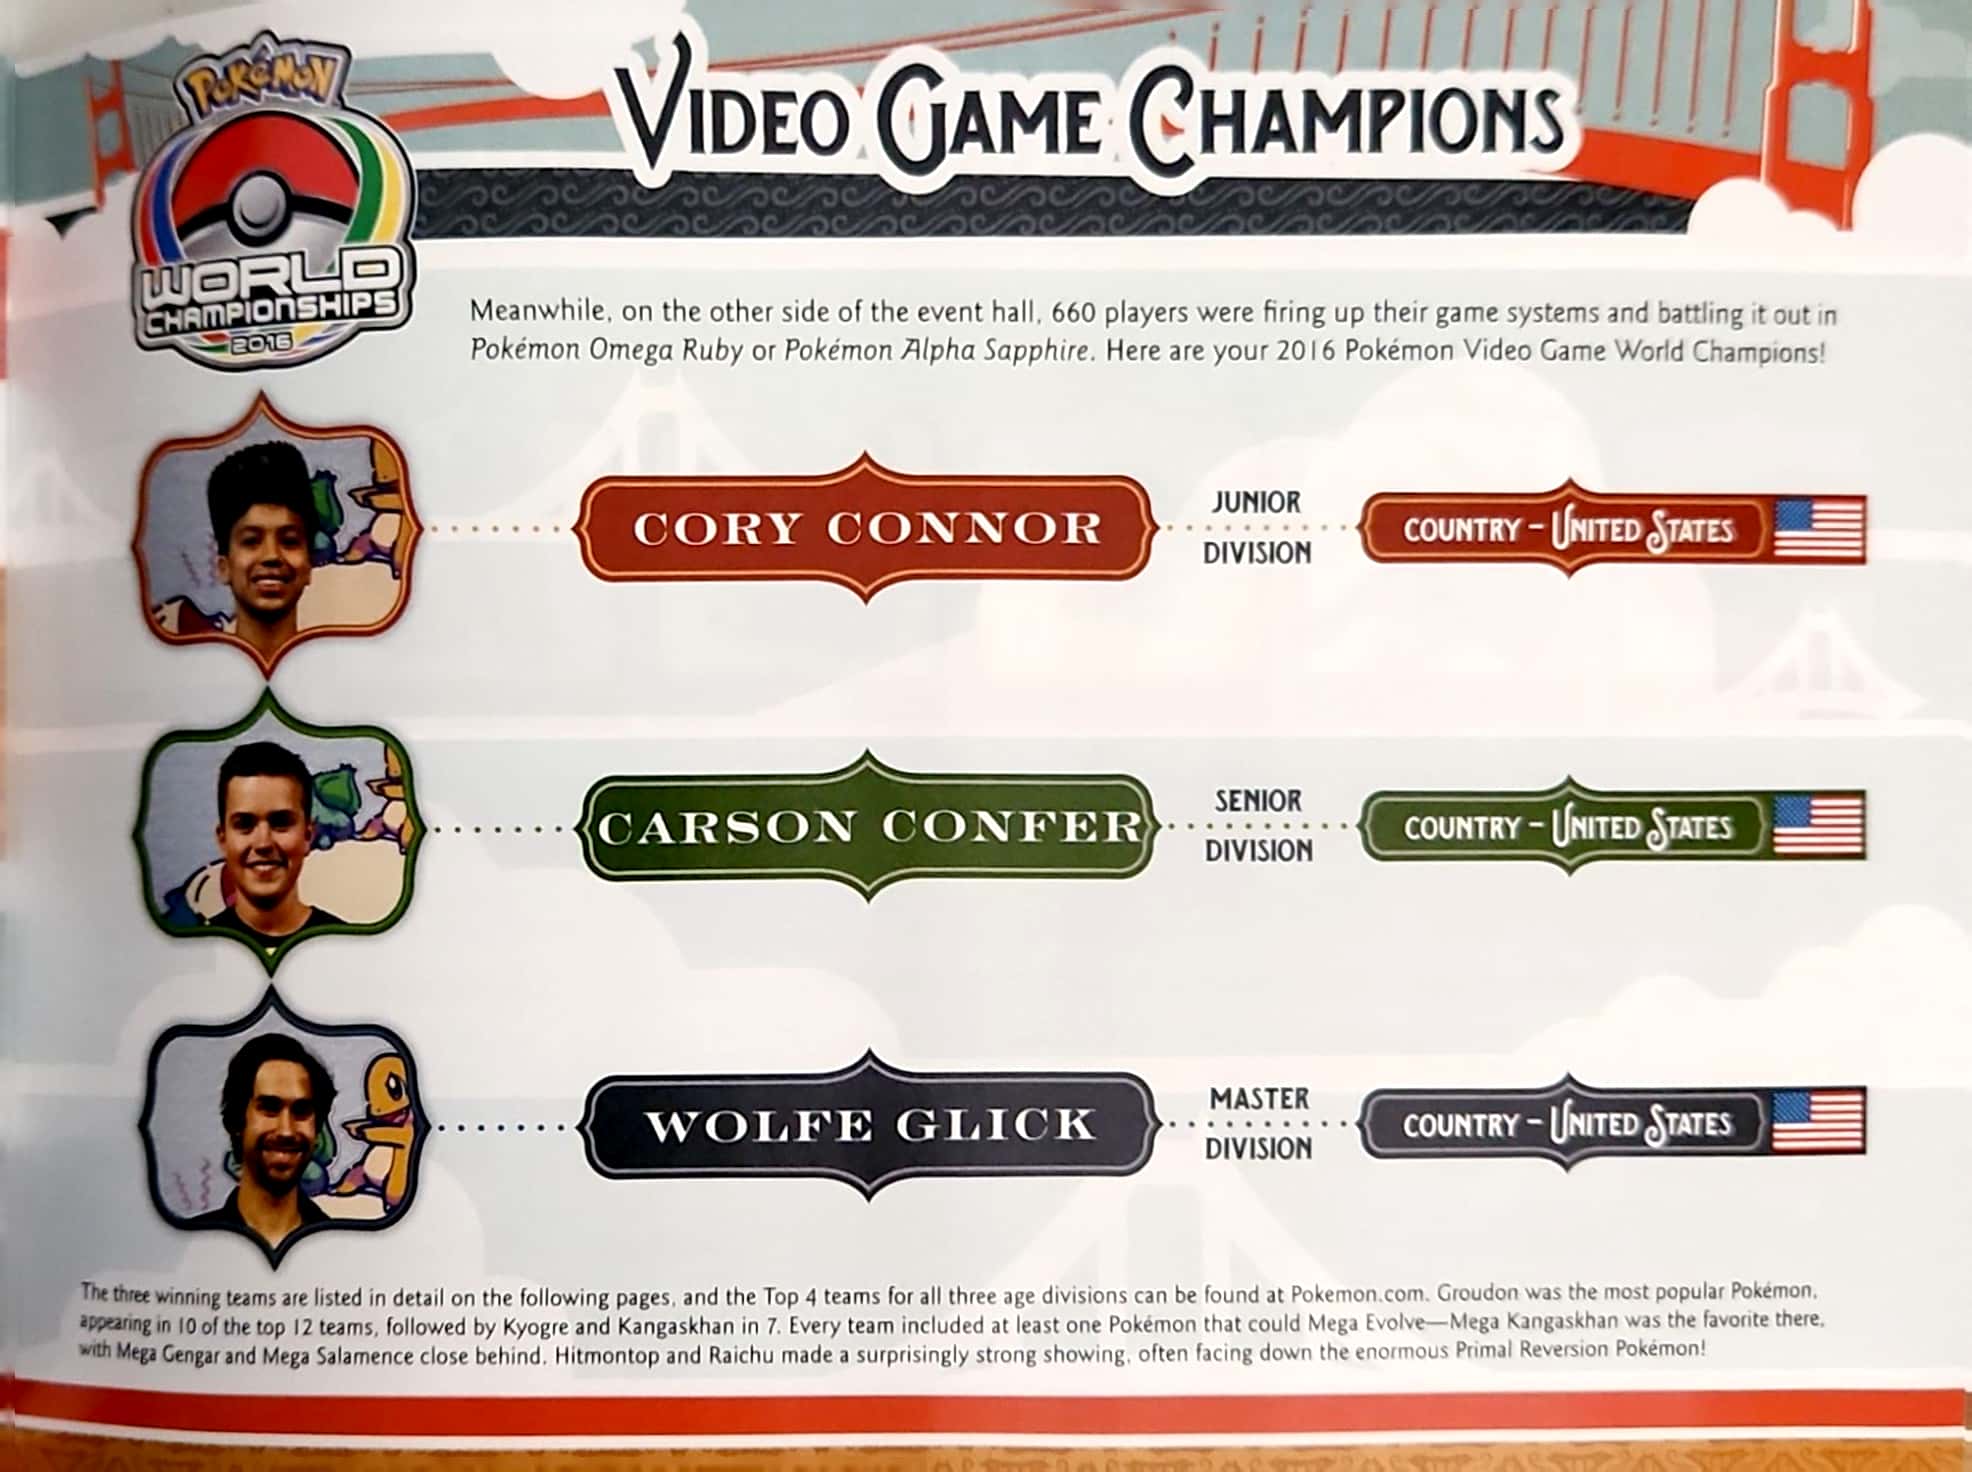 POKéMON
WORLD
CHAMPIONSHIPS
2016
VIDEO GAME CHAMPIONS
Meanwhile, on the other side of the event hall, 660 players were firing up their game systems and battling it out in
Pokémon Omega Ruby or Pokémon Alpha Sapphire. Here are your 2016 Pokémon Video Game World Champions!
CORY CONNOR
JUNIOR
DIVISION
COUNTRY – UNITED STATES
CARSON CONFER
SENIOR
DIVISION
COUNTRY – UNITED STATES
WOLFE GLICK
MASTER
DIVISION
COUNTRY – UNITED STATES
The three winning teams are listed in detail on the following pages, and the Top 4 teams for all three age divisions can be found at Pokemon.com. Groudon was the most popular Pokémon,
appearing in 10 of the top 12 teams, followed by Kyogre and Kangaskhan in 7. Every team included at least one Pokémon that could Mega Evolve—Mega Kangaskhan was the favorite there,
with Mega Gengar and Mega Salamence close behind. Hitmontop and Raichu made a surprisingly strong showing, often facing down the enormous Primal Reversion Pokémon!